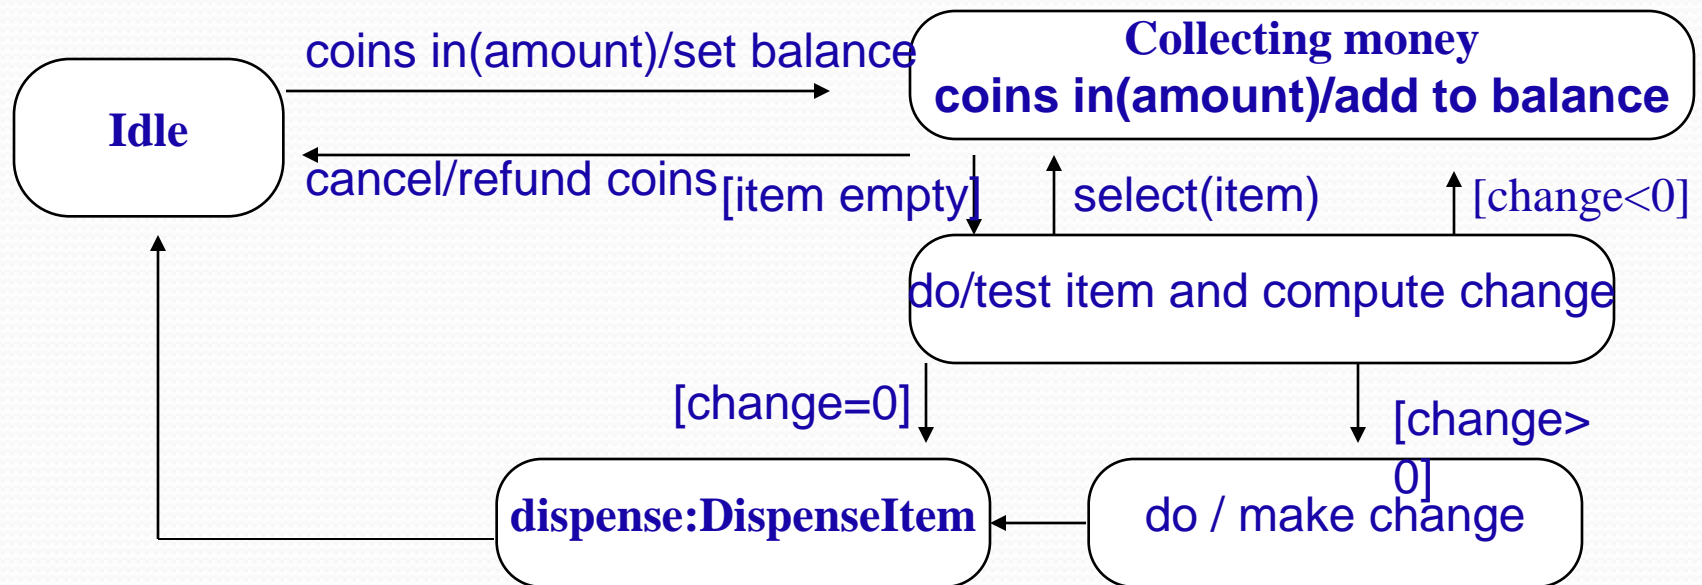 coins in(amount)/set balance
Collecting money
coins in(amount)/add to balance
Idle
cancel/refund coins
[item empty]
select(item)
[change<0]
do/test item and compute change
[change=0]
[change>
0]
dispense:DispenseItem
do / make change